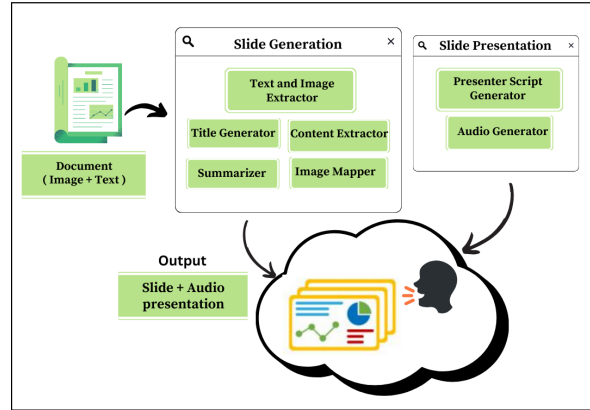 Slide Generation
×
Text and Image
Extractor
Title Generator
Content Extractor
Summarizer
Image Mapper
Slide Presentation
×
Presenter Script
Generator
Audio Generator
Document
( Image + Text )
Output
Slide + Audio
presentation